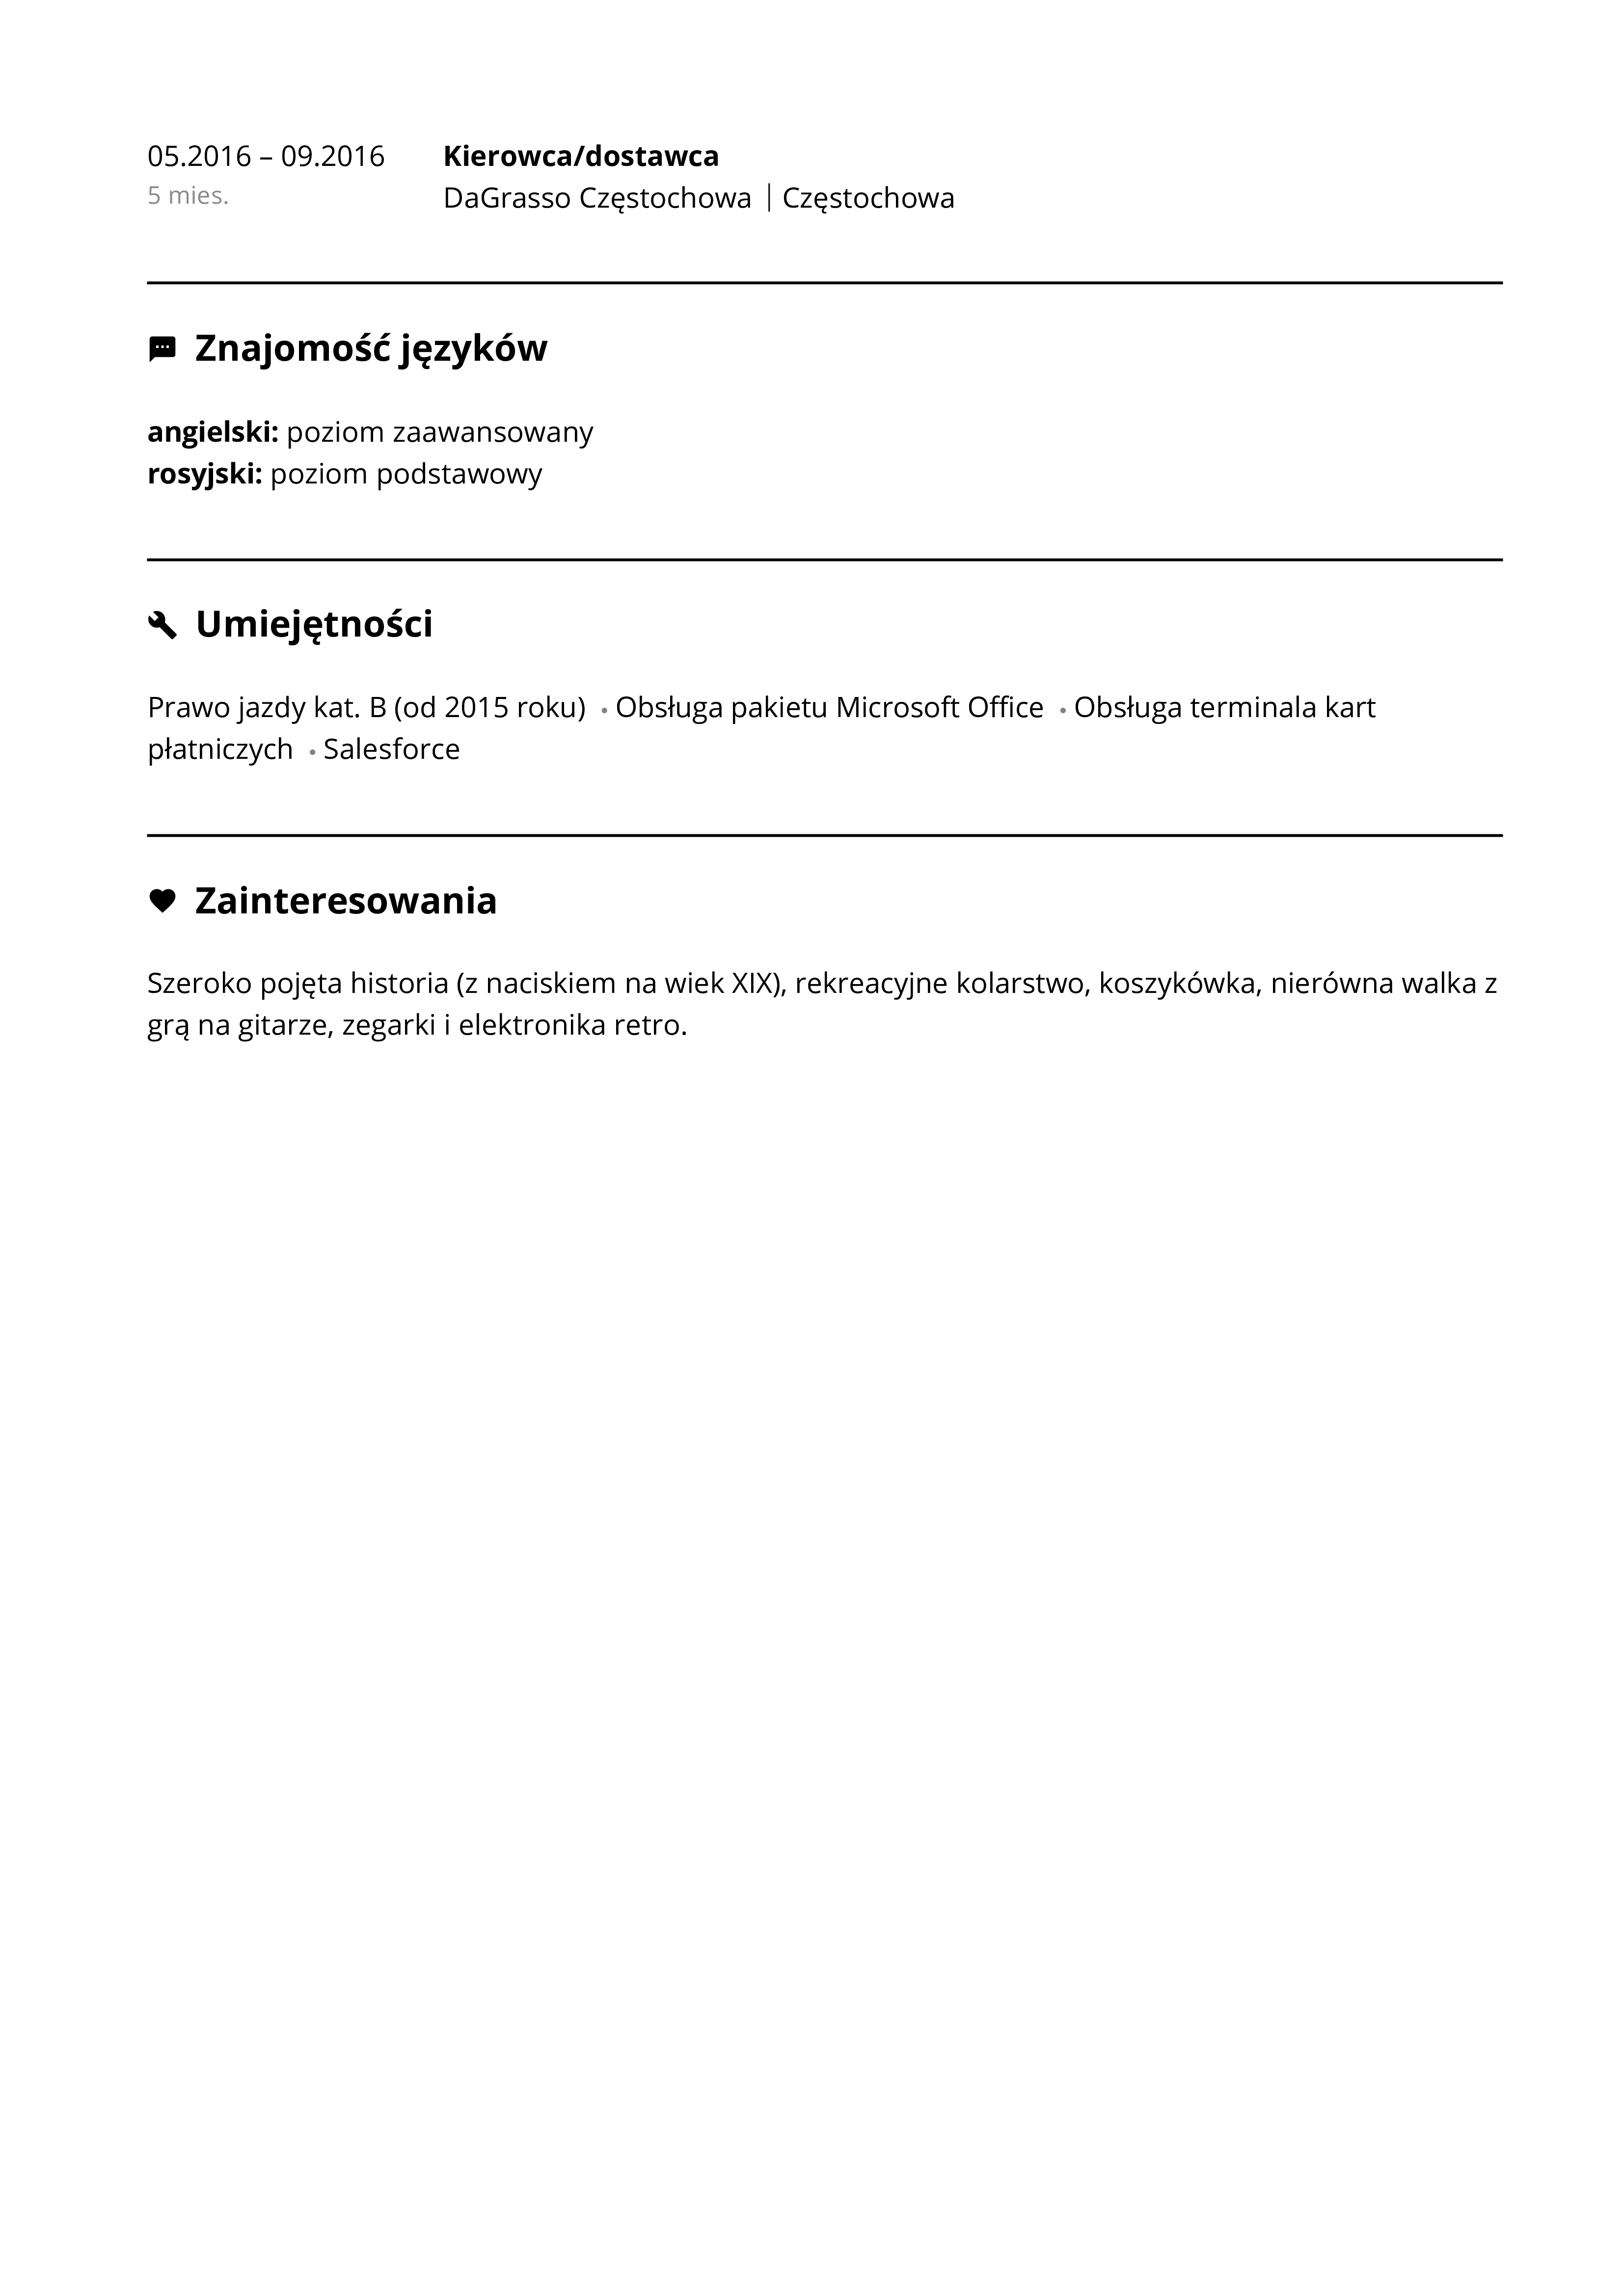 05.2016 – 09.2016 Kierowca/dostawca
5 mies. DaGrasso Częstochowa | Częstochowa
Znajomość języków
angielski: poziom zaawansowany
rosyjski: poziom podstawowy
Umiejętności
Prawo jazdy kat. B (od 2015 roku) • Obsługa pakietu Microsoft Office • Obsługa terminala kart
płatniczych • Salesforce
Zainteresowania
Szeroko pojęta historia (z naciskiem na wiek XIX), rekreacyjne kolarstwo, koszykówka, nierówna walka z
grą na gitarze, zegarki i elektronika retro.